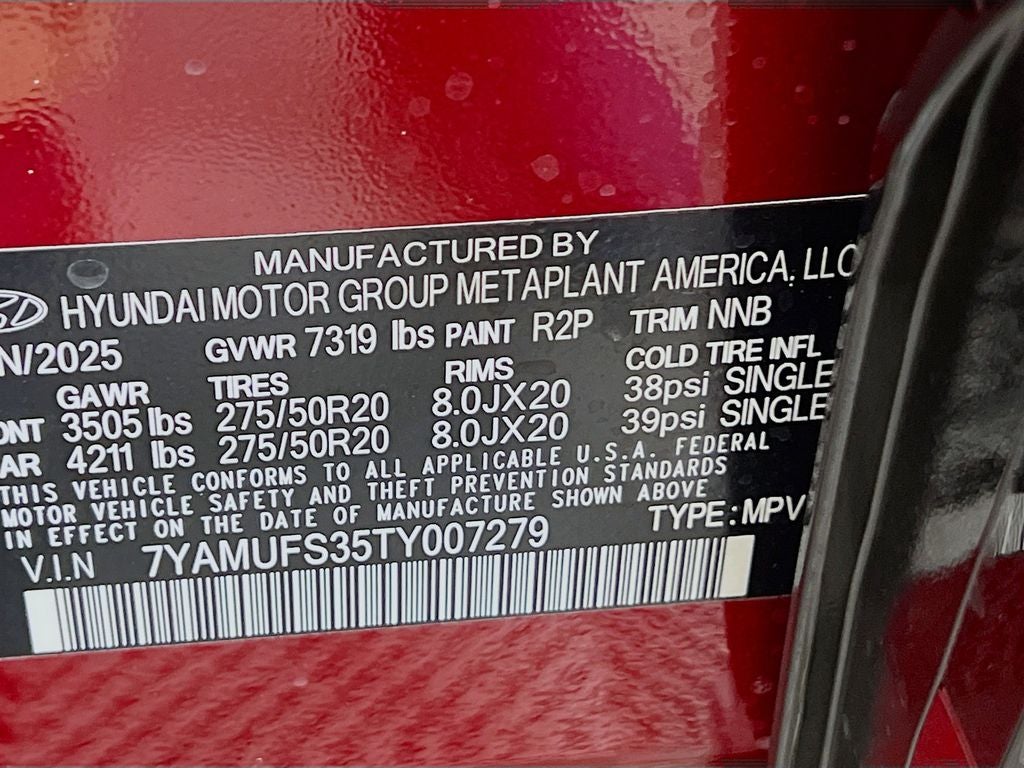 MANUFACTURED BY
HYUNDAI MOTOR GROUP METAPLANT AMERICA, LLC
N/2025 GVWR 7319 lbs PAINT R2P TRIM NNB
GAWR TIRES RIMS COLD TIRE INFL
ONT 3505 lbs 275/50R20 8.0JX20 38psi SINGLE
AR 4211 lbs 275/50R20 8.0JX20 39psi SINGLE
THIS VEHICLE CONFORMS TO ALL APPLICABLE U.S.A. FEDERAL
MOTOR VEHICLE SAFETY AND THEFT PREVENTION STANDARDS
IN EFFECT ON THE DATE OF MANUFACTURE SHOWN ABOVE
V.I.N 7YAMUFS35TY007279 TYPE: MPV